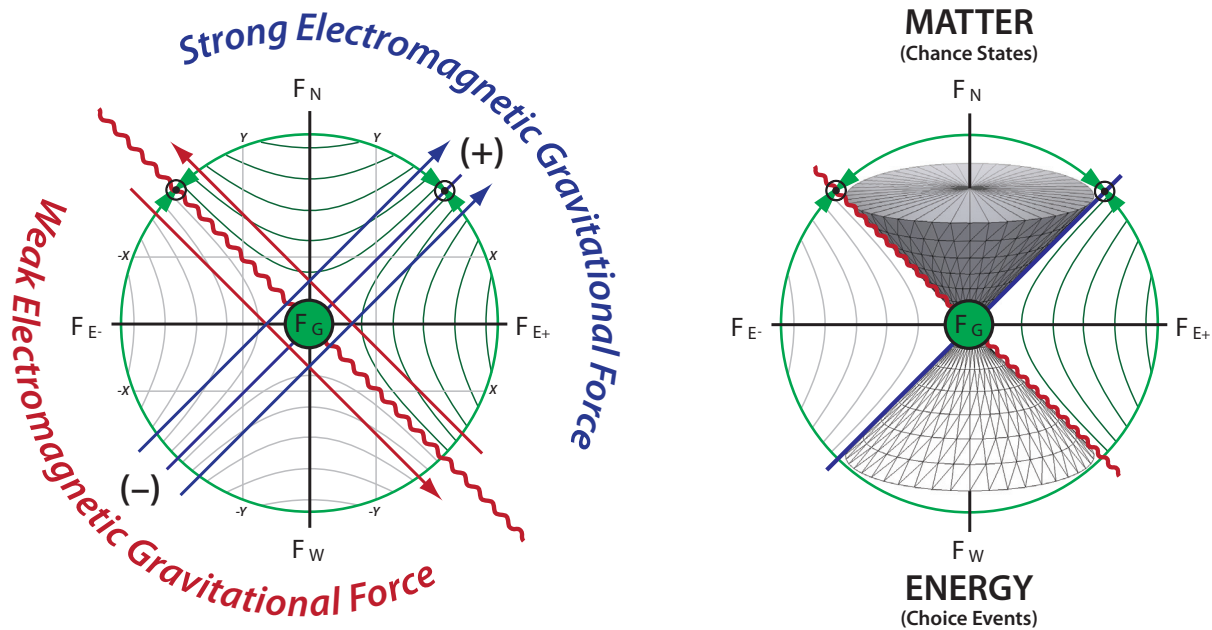 Strong Electromagnetic Gravitational Force
F N
Y
Y
(+)
-X
X
F E-
F G
F E+
-X
X
(–)
-Y
-Y
F W
Weak Electromagnetic Gravitational Force
MATTER
(Chance States)
F N
F E-
F G
F E+
F W
ENERGY
(Choice Events)